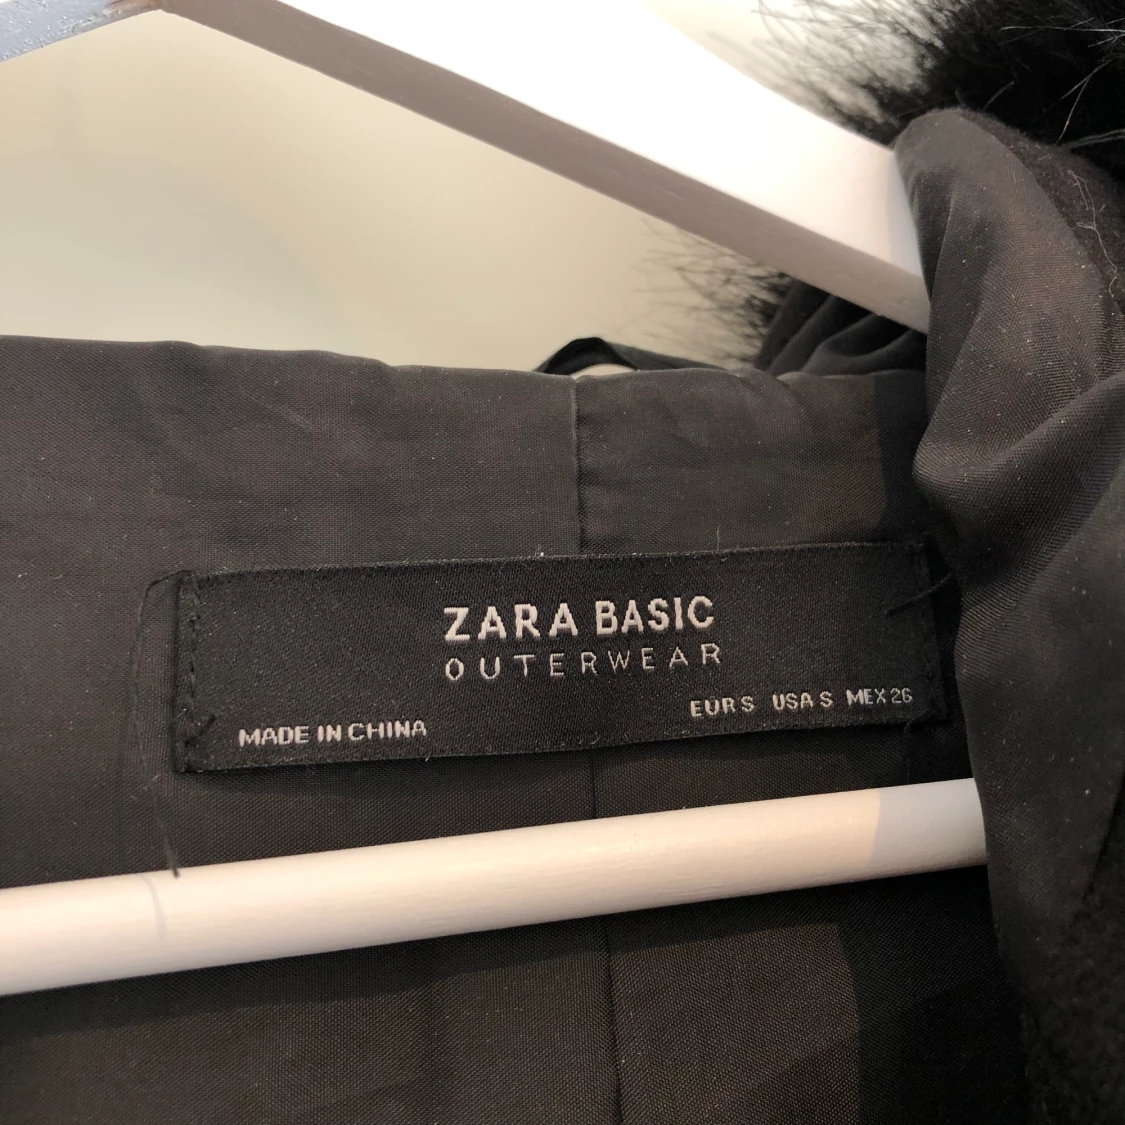 ZARA BASIC
OUTERWEAR
EUR S USA S MEX 26
MADE IN CHINA